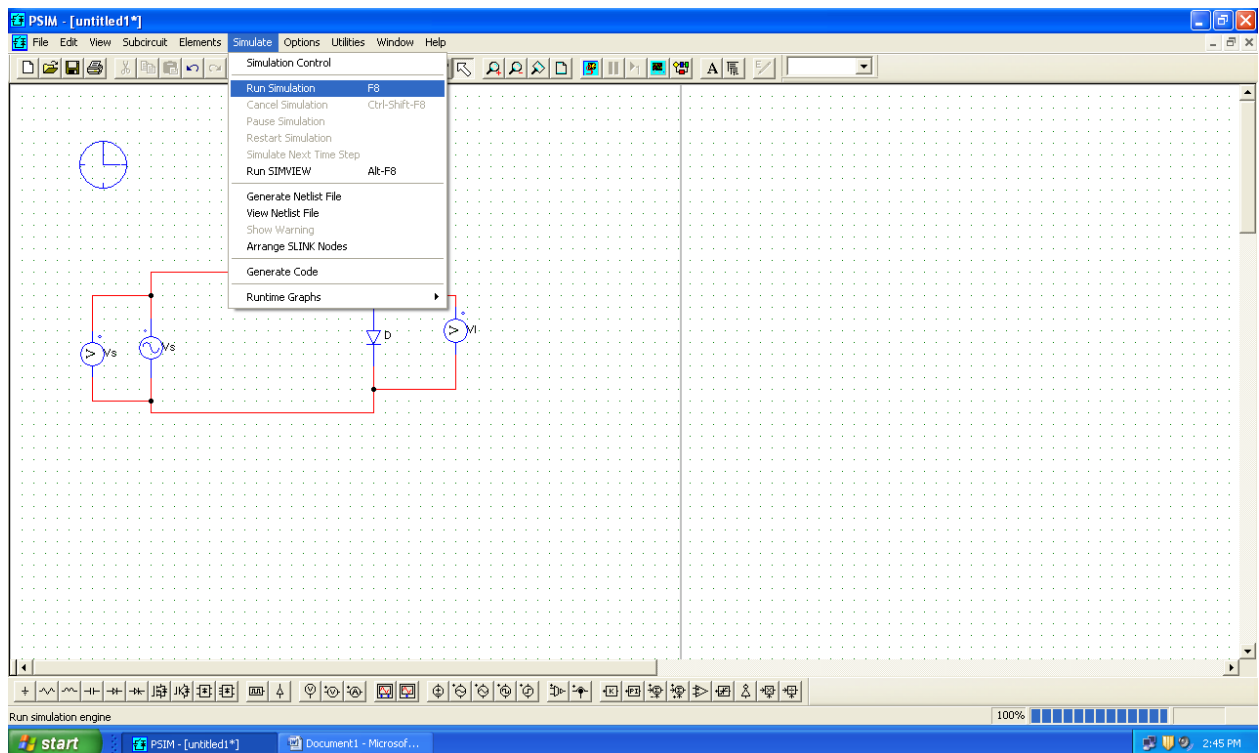 PSIM - [untitled1*]
File Edit View Subcircuit Elements Simulate Options Utilities Window Help
Simulation Control
Run Simulation F8
Cancel Simulation Ctrl-Shift-F8
Pause Simulation
Restart Simulation
Simulate Next Time Step
Run SIMVIEW Alt-F8
Generate Netlist File
View Netlist File
Show Warning
Arrange SLINK Nodes
Generate Code
Runtime Graphs
V Vs
Vs
D
V Vl
Run simulation engine
100%
start
PSIM - [untitled1*]
Document1 - Microsof...
2:45 PM